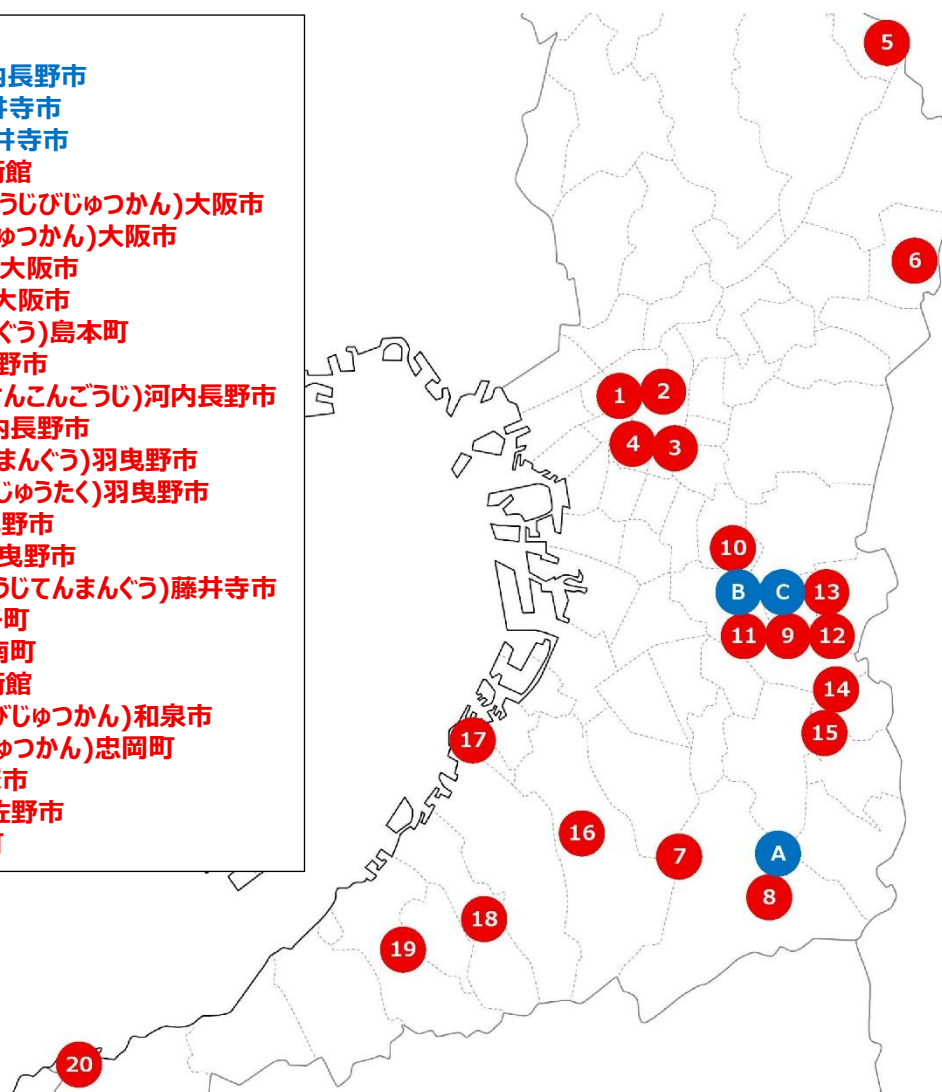 内長野市
井寺市
井寺市
術館
うじびじゅつかん)大阪市
ゅつかん)大阪市
大阪市
大阪市
ぐう)島本町
野市
さんこんごうじ)河内長野市
内長野市
まんぐう)羽曳野市
じゅうたく)羽曳野市
野市
曳野市
うじてんまんぐう)藤井寺市
町
南町
術館
びじゅつかん)和泉市
ゅつかん)忠岡町
市
佐野市
町
5
6
1
2
4
3
10
B
C
13
11
9
12
14
15
17
16
7
A
8
18
19
20